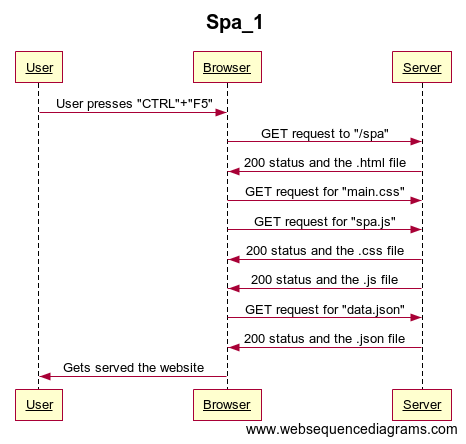 Spa_1
User Browser Server
User presses "CTRL"+"F5"
GET request to "/spa"
200 status and the .html file
GET request for "main.css"
GET request for "spa.js"
200 status and the .css file
200 status and the .js file
GET request for "data.json"
200 status and the .json file
Gets served the website
User Browser Server
www.websequencediagrams.com